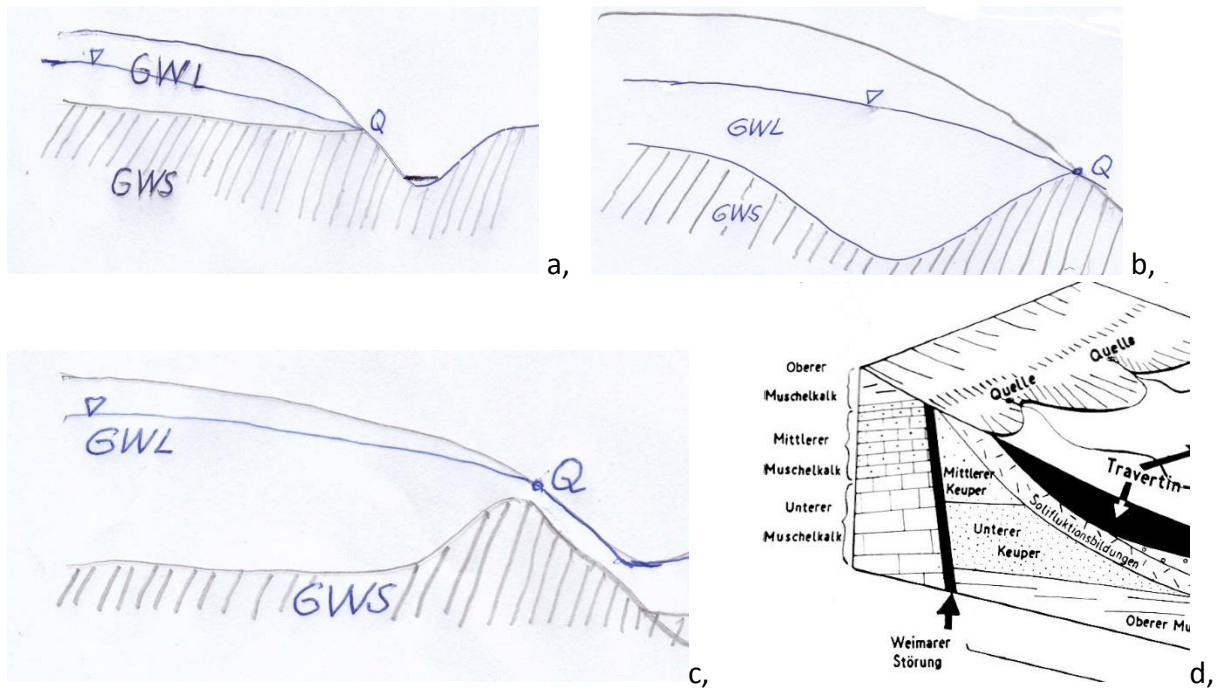 GWL
Q
GWS
a,
GWL
Q
GWS
b,
GWL
Q
GWS
c,
Oberer
Muschelkalk
Mittlerer
Muschelkalk
Unterer
Muschelkalk
Quelle
Quelle
Travertin-
Mittlerer
Keuper
Solifluktionsbildungen
Unterer
Keuper
Oberer Mu
Weimarer
Störung
d,